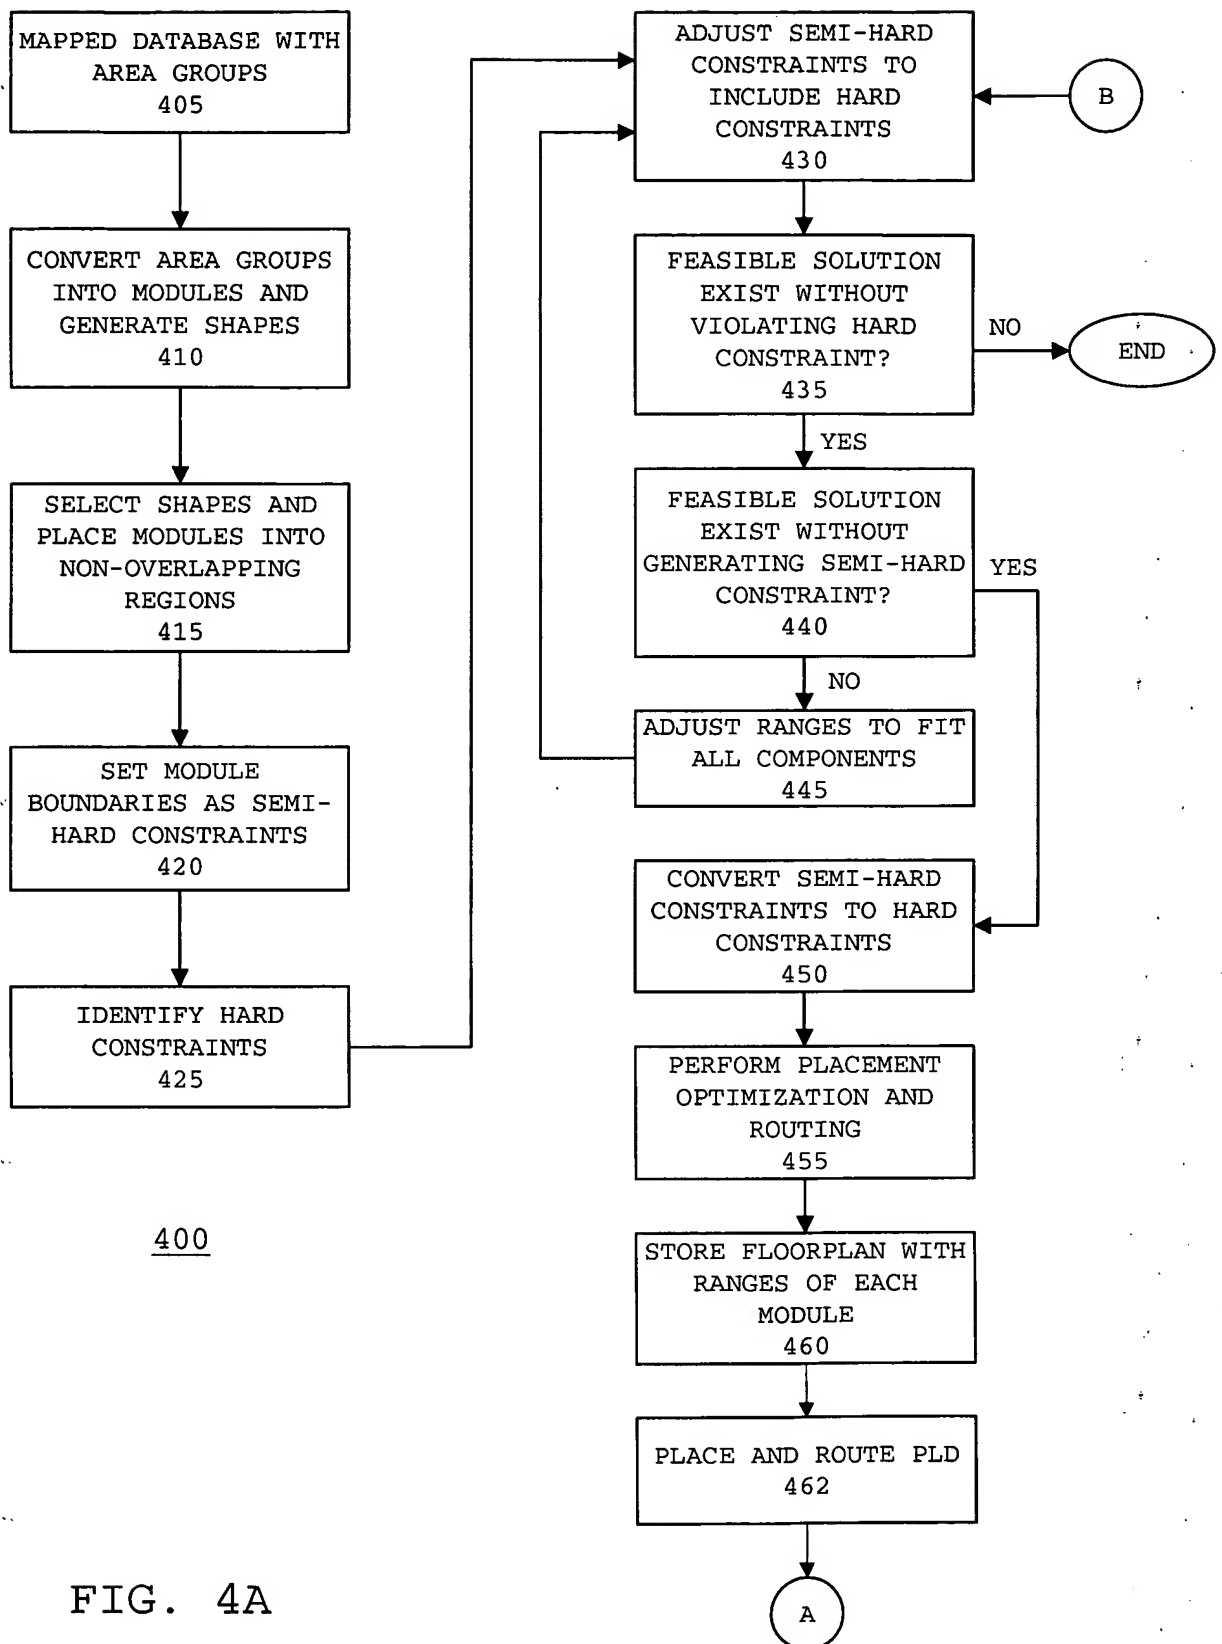 MAPPED DATABASE WITH
AREA GROUPS
405
CONVERT AREA GROUPS
INTO MODULES AND
GENERATE SHAPES
410
SELECT SHAPES AND
PLACE MODULES INTO
NON-OVERLAPPING
REGIONS
415
SET MODULE
BOUNDARIES AS SEMI-
HARD CONSTRAINTS
420
IDENTIFY HARD
CONSTRAINTS
425
400
FIG. 4A
ADJUST SEMI-HARD
CONSTRAINTS TO
INCLUDE HARD
CONSTRAINTS
430
B
FEASIBLE SOLUTION
EXIST WITHOUT
VIOLATING HARD
CONSTRAINT?
435
NO
END
YES
FEASIBLE SOLUTION
EXIST WITHOUT
GENERATING SEMI-HARD
CONSTRAINT?
440
YES
NO
ADJUST RANGES TO FIT
ALL COMPONENTS
445
CONVERT SEMI-HARD
CONSTRAINTS TO HARD
CONSTRAINTS
450
PERFORM PLACEMENT
OPTIMIZATION AND
ROUTING
455
STORE FLOORPLAN WITH
RANGES OF EACH
MODULE
460
PLACE AND ROUTE PLD
462
A